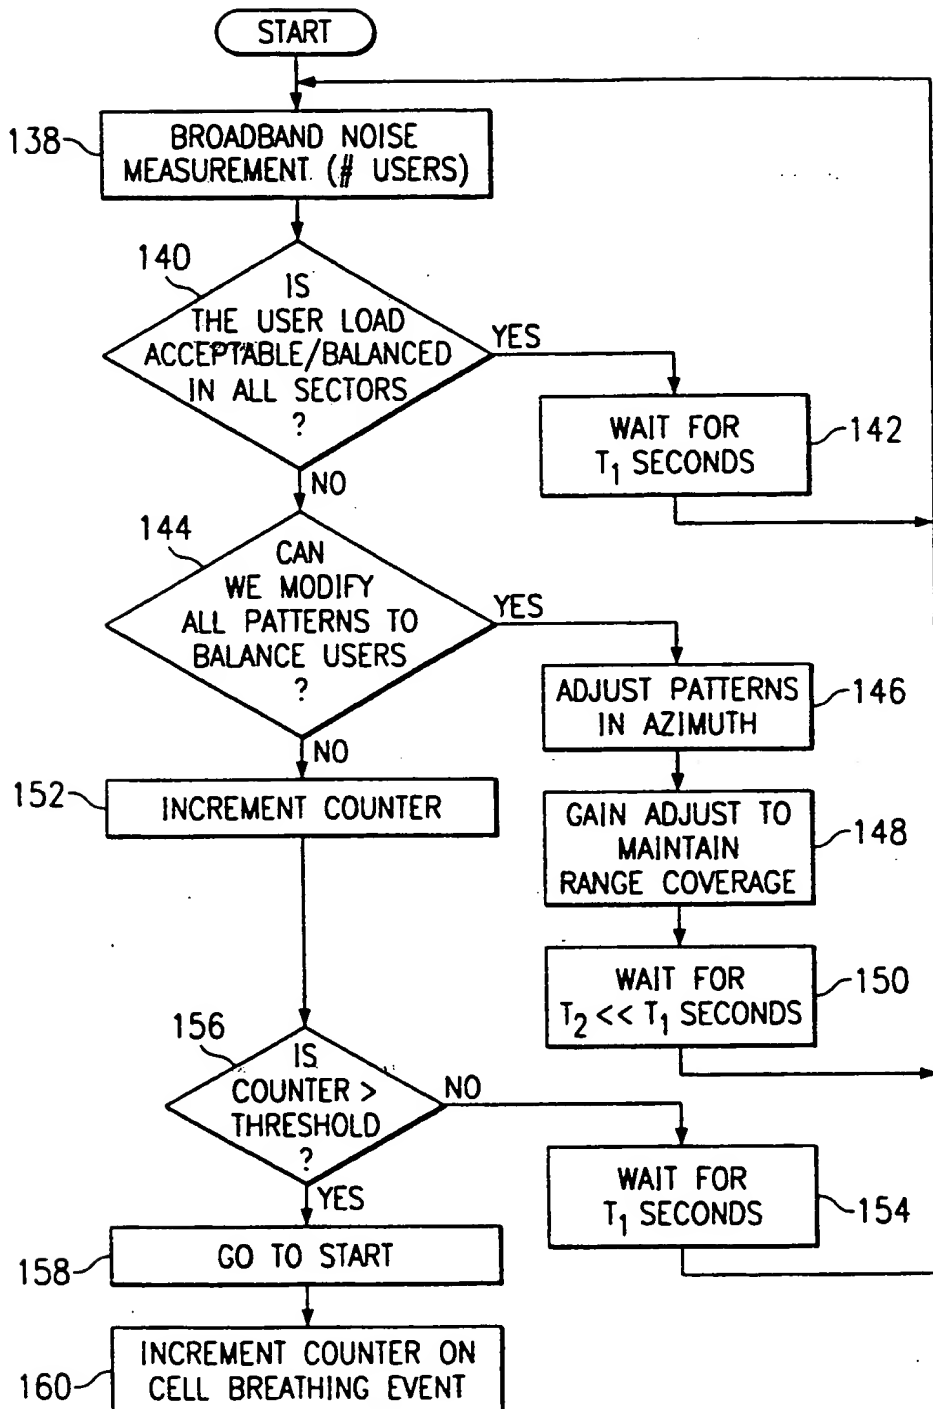 START
138
BROADBAND NOISE
MEASUREMENT (# USERS)
140
IS
THE USER LOAD
ACCEPTABLE/BALANCED
IN ALL SECTORS
?
YES
WAIT FOR
T1 SECONDS
142
NO
144
CAN
WE MODIFY
ALL PATTERNS TO
BALANCE USERS
?
YES
ADJUST PATTERNS
IN AZIMUTH
146
NO
152
INCREMENT COUNTER
GAIN ADJUST TO
MAINTAIN
RANGE COVERAGE
148
WAIT FOR
T2 << T1 SECONDS
150
156
IS
COUNTER >
THRESHOLD
?
NO
WAIT FOR
T1 SECONDS
154
YES
158
GO TO START
160
INCREMENT COUNTER ON
CELL BREATHING EVENT